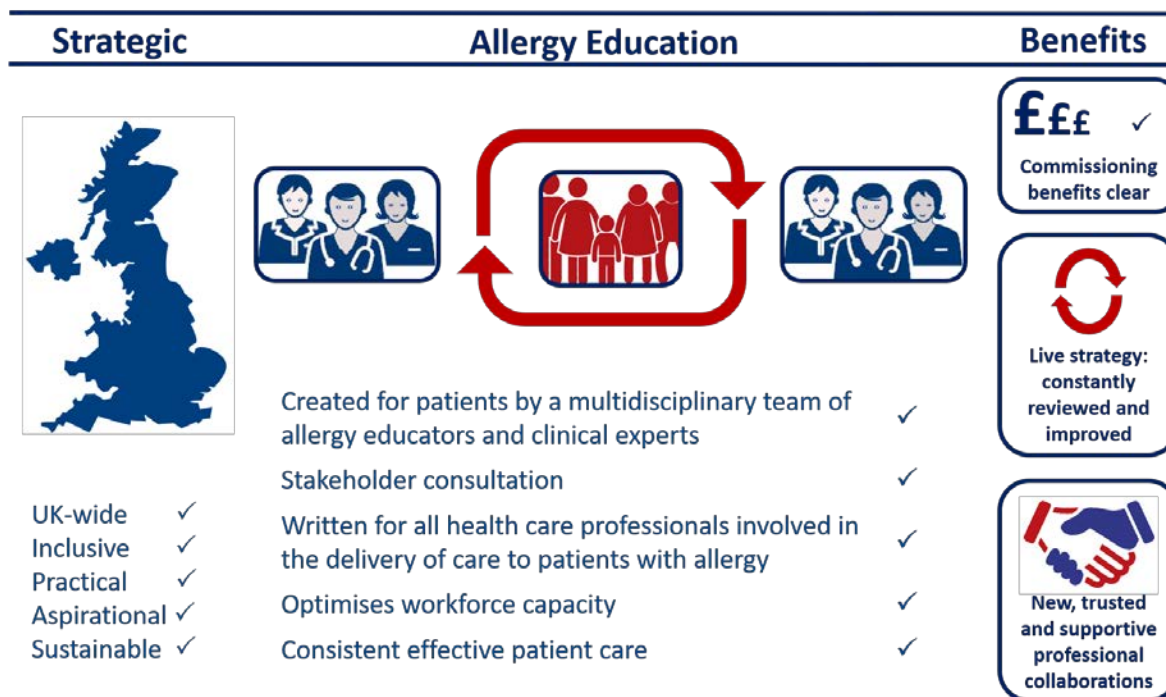 Strategic
Allergy Education
Benefits
UK-wide ✓
Inclusive ✓
Practical ✓
Aspirational ✓
Sustainable ✓
Created for patients by a multidisciplinary team of
allergy educators and clinical experts ✓
Stakeholder consultation ✓
Written for all health care professionals involved in
the delivery of care to patients with allergy ✓
Optimises workforce capacity ✓
Consistent effective patient care ✓
£££ ✓
Commissioning
benefits clear
Live strategy:
constantly
reviewed and
improved
New, trusted
and supportive
professional
collaborations